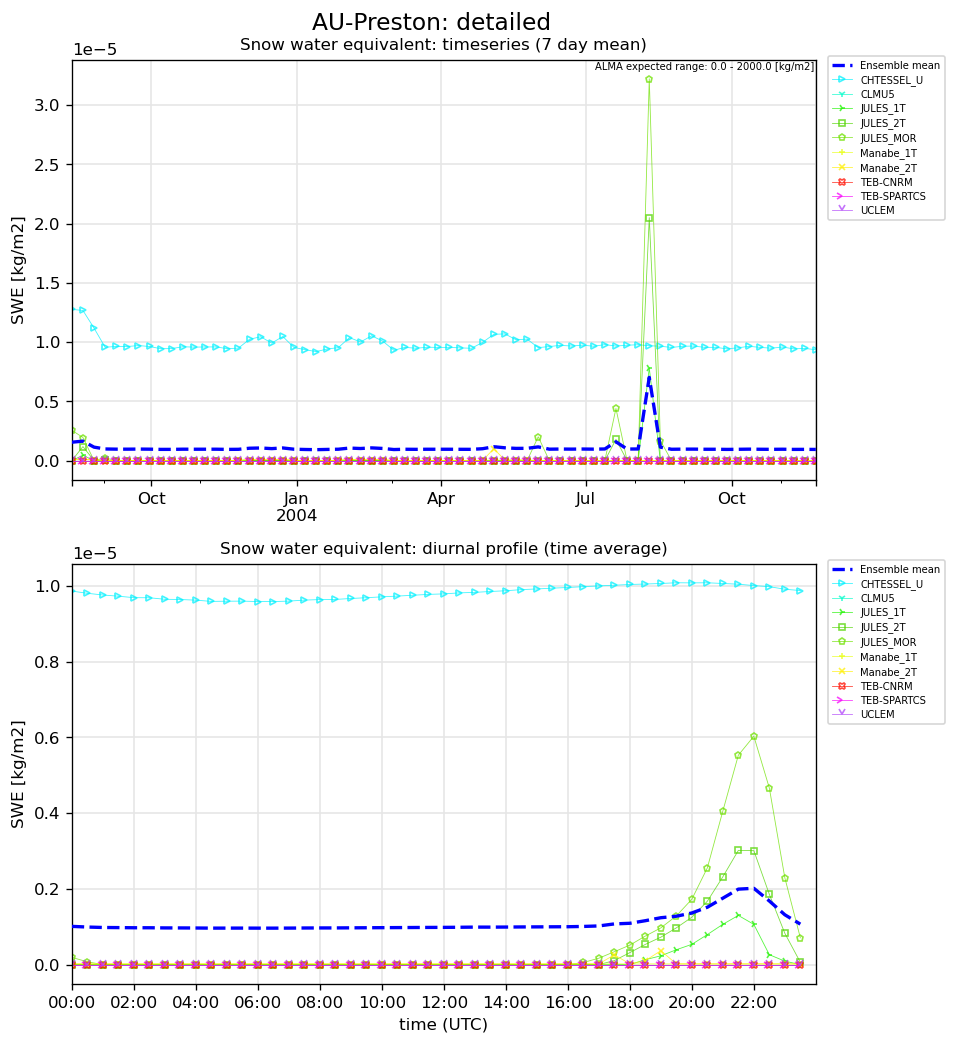 AU-Preston: detailed
Snow water equivalent: timeseries (7 day mean)
1e−5
ALMA expected range: 0.0 - 2000.0 [kg/m2]
3.0
2.5
2.0
1.5
1.0
0.5
0.0
SWE [kg/m2]
Oct
Jan
2004
Apr
Jul
Oct
Ensemble mean
CHTESSEL_U
CLMU5
JULES_1T
JULES_2T
JULES_MOR
Manabe_1T
Manabe_2T
TEB-CNRM
TEB-SPARTCS
UCLEM
Snow water equivalent: diurnal profile (time average)
1e−5
1.0
0.8
0.6
0.4
0.2
0.0
SWE [kg/m2]
00:00 02:00 04:00 06:00 08:00 10:00 12:00 14:00 16:00 18:00 20:00 22:00
time (UTC)
Ensemble mean
CHTESSEL_U
CLMU5
JULES_1T
JULES_2T
JULES_MOR
Manabe_1T
Manabe_2T
TEB-CNRM
TEB-SPARTCS
UCLEM